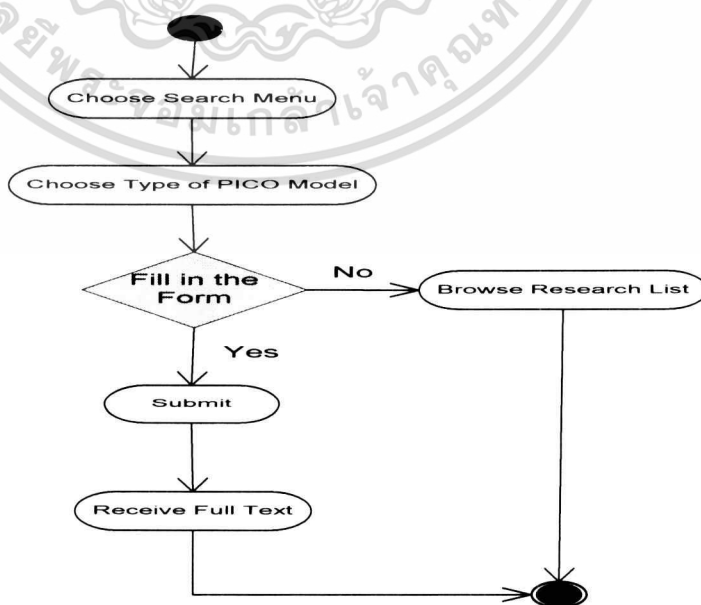 Choose Search Menu
Choose Type of PICO Model
Fill in the
Form
No
Browse Research List
Yes
Submit
Receive Full Text